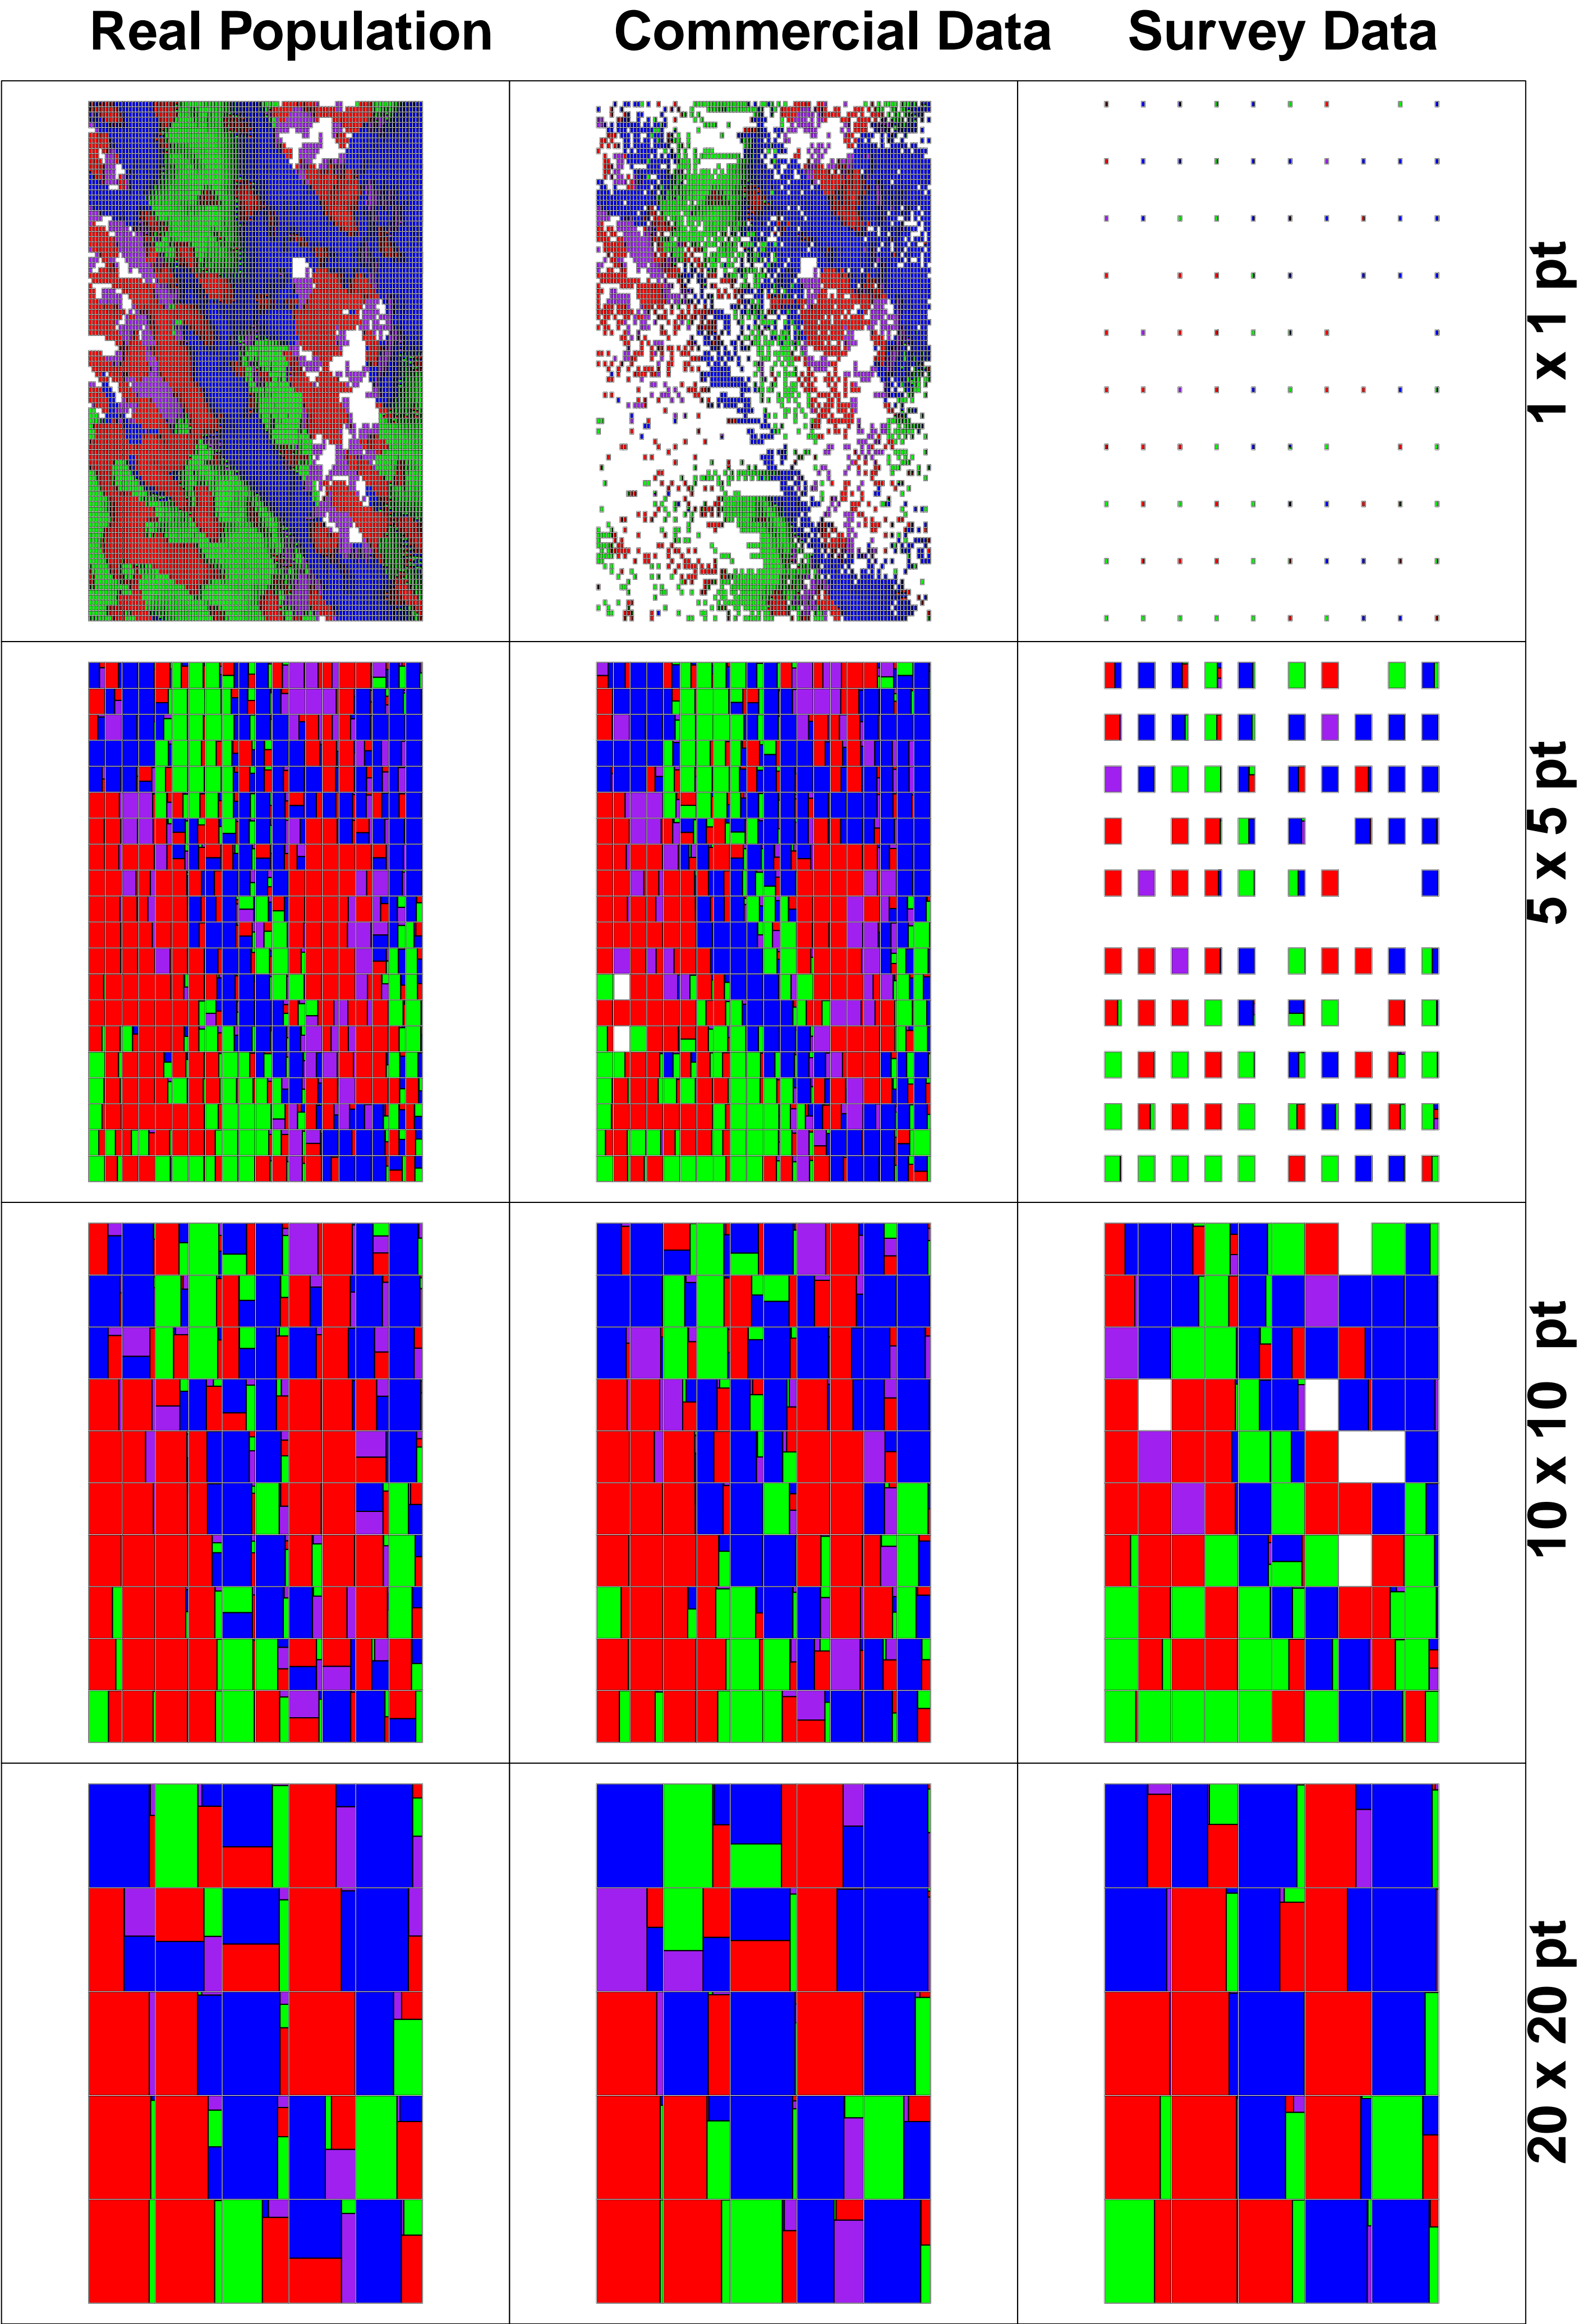 Real Population
Commercial Data
Survey Data
1 x 1 pt
5 x 5 pt
10 x 10 pt
20 x 20 pt